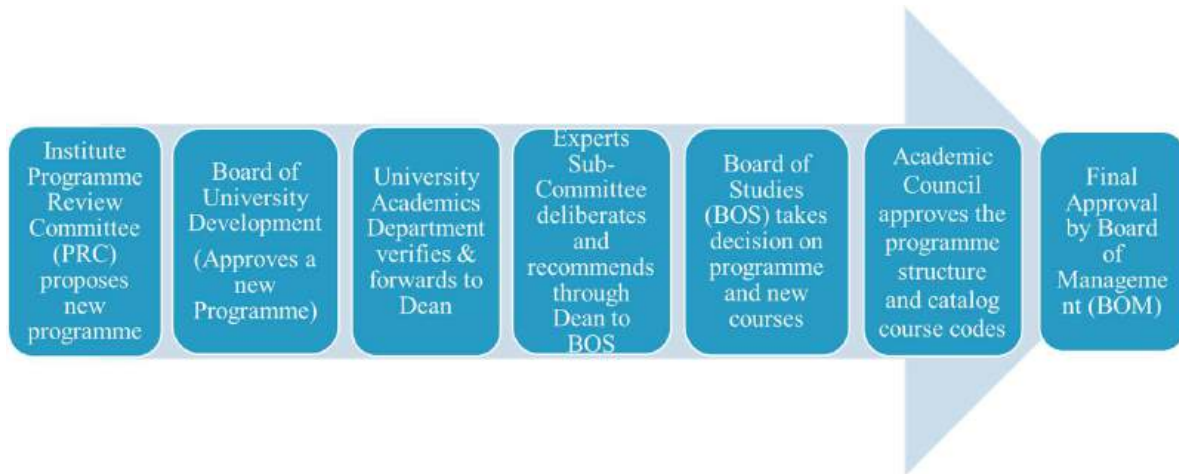 Institute
Programme
Review
Committee
(PRC)
proposes
new
programme
Board of
University
Development
(Approves a
new
Programme)
University
Academics
Department
verifies &
forwards to
Dean
Experts
Sub-
Committee
deliberates
and
recommends
through
Dean to
BOS
Board of
Studies
(BOS) takes
decision on
programme
and new
courses
Academic
Council
approves the
programme
structure
and catalog
course codes
Final
Approval
by Board
of
Manageme
nt (BOM)